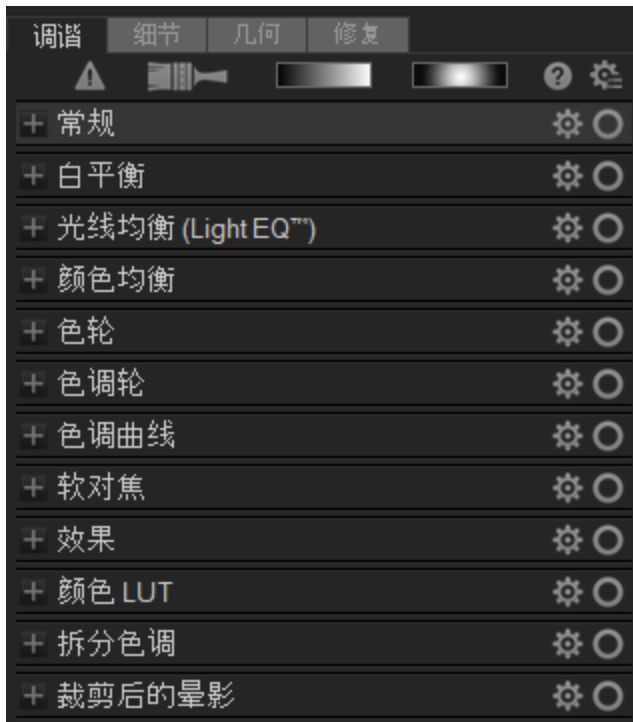 调谐 细节 几何 修复
常规
白平衡
光线均衡 (Light EQ™)
颜色均衡
色轮
色调轮
色调曲线
软对焦
效果
颜色 LUT
拆分色调
裁剪后的晕影